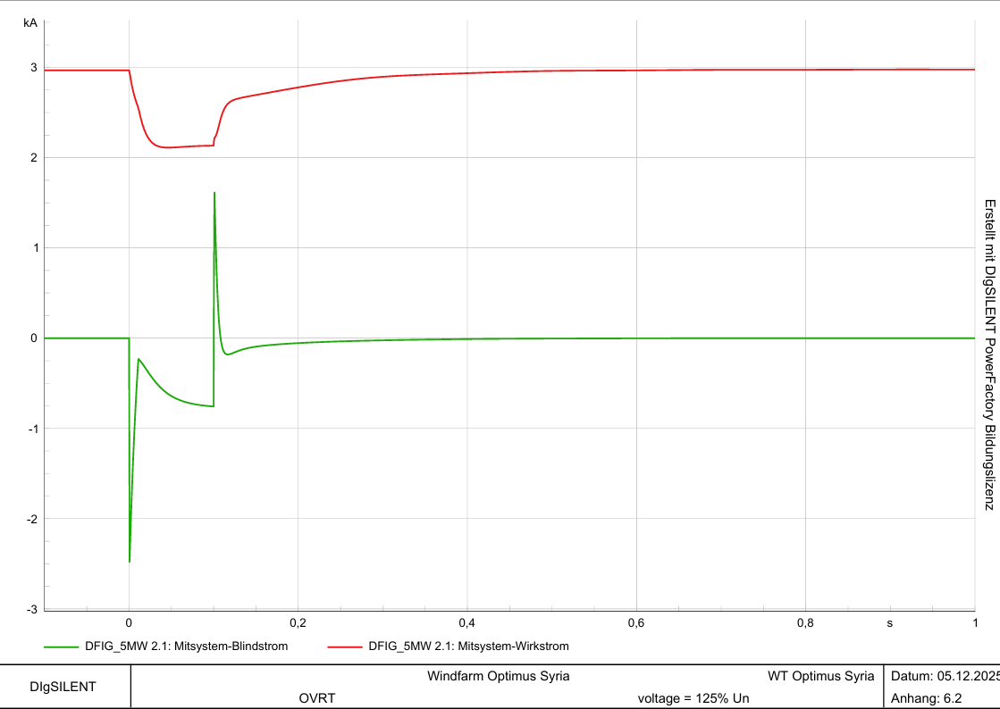 kA
3
2
1
0
-1
-2
-3
0
0,2
0,4
0,6
0,8
s
1
DFIG_5MW 2.1: Mitsystem-Blindstrom
DFIG_5MW 2.1: Mitsystem-Wirkstrom
Erstellt mit DIgSILENT PowerFactory Bildungslizenz
DIgSILENT
Windfarm Optimus Syria
WT Optimus Syria
OVRT
voltage = 125% Un
Datum: 05.12.2025
Anhang: 6.2